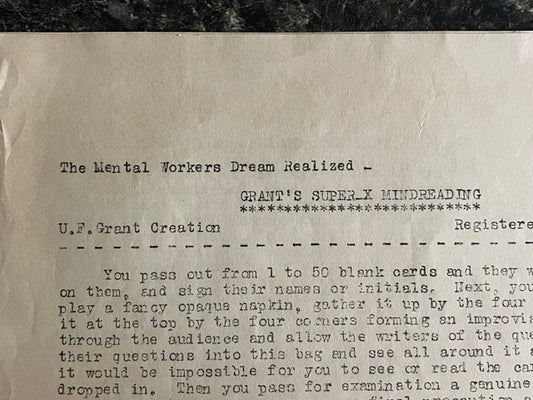 The Mental Workers Dream Realized -
GRANT'S SUPER-X MINDREADING
***************************
U.F.Grant Creation Registere
You pass out from 1 to 50 blank cards and they w
on them, and sign their names or initials. Next, you
play a fancy opaque napkin, gather it up by the four
it at the top by the four corners forming an improvis
through the audience and allow the writers of the que
their questions into this bag and see all around it a
it would be impossible for you to see or read the car
dropped in. Then you pass for examination a genuine
final precaution a